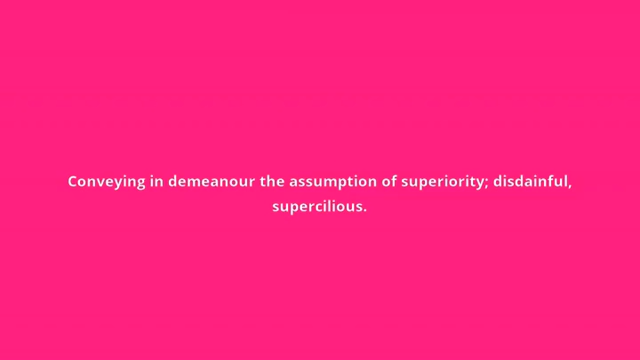 Conveying in demeanour the assumption of superiority; disdainful,
supercilious.